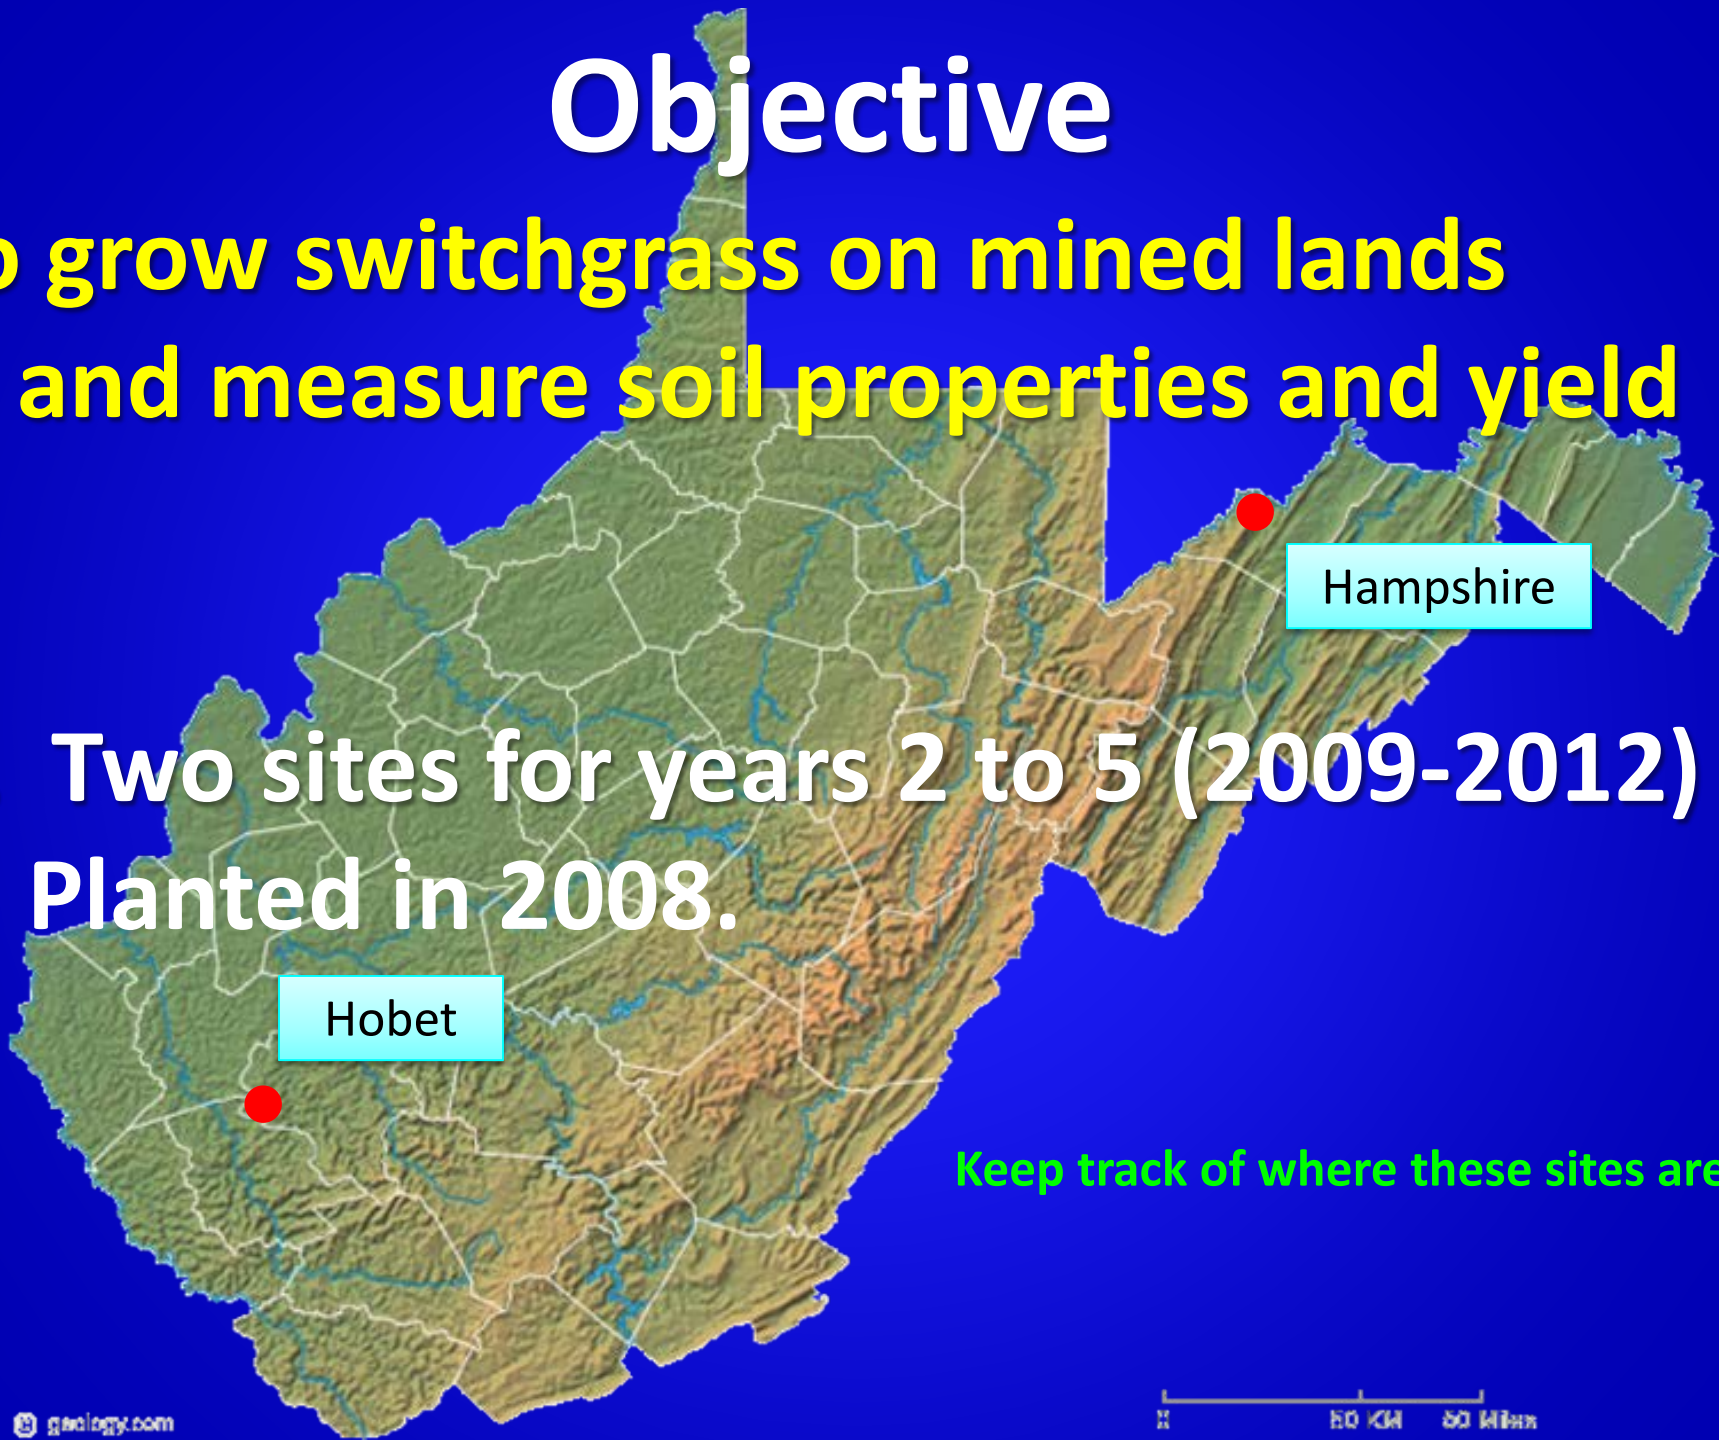 Objective
o grow switchgrass on mined lands
and measure soil properties and yield
Hampshire
Two sites for years 2 to 5 (2009-2012)
Planted in 2008.
Hobet
Keep track of where these sites are
© geology.com
50 KM